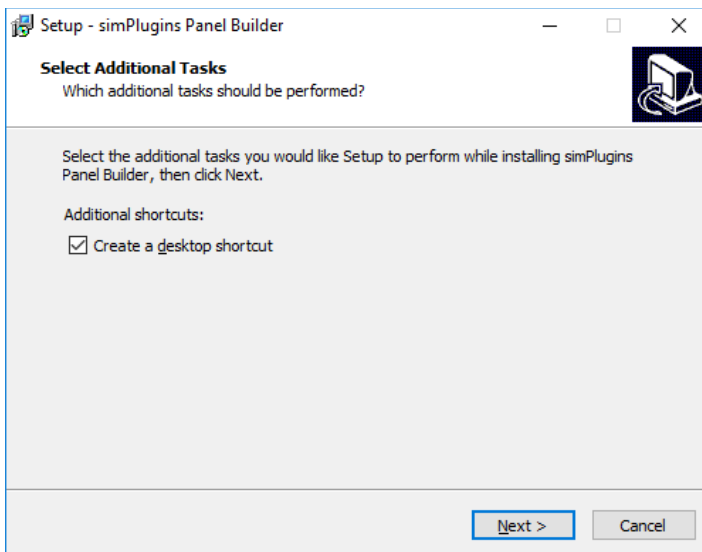 Setup - simPlugins Panel Builder
Select Additional Tasks
Which additional tasks should be performed?
Select the additional tasks you would like Setup to perform while installing simPlugins
Panel Builder, then click Next.
Additional shortcuts:
Create a desktop shortcut
Next >
Cancel